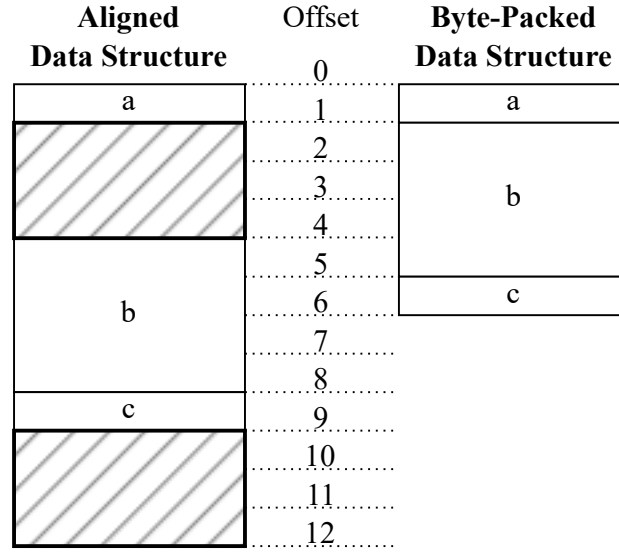 Aligned
Data Structure
Offset
Byte-Packed
Data Structure
0
a
1
a
2
3
b
4
5
b
6
c
7
8
c
9
10
11
12